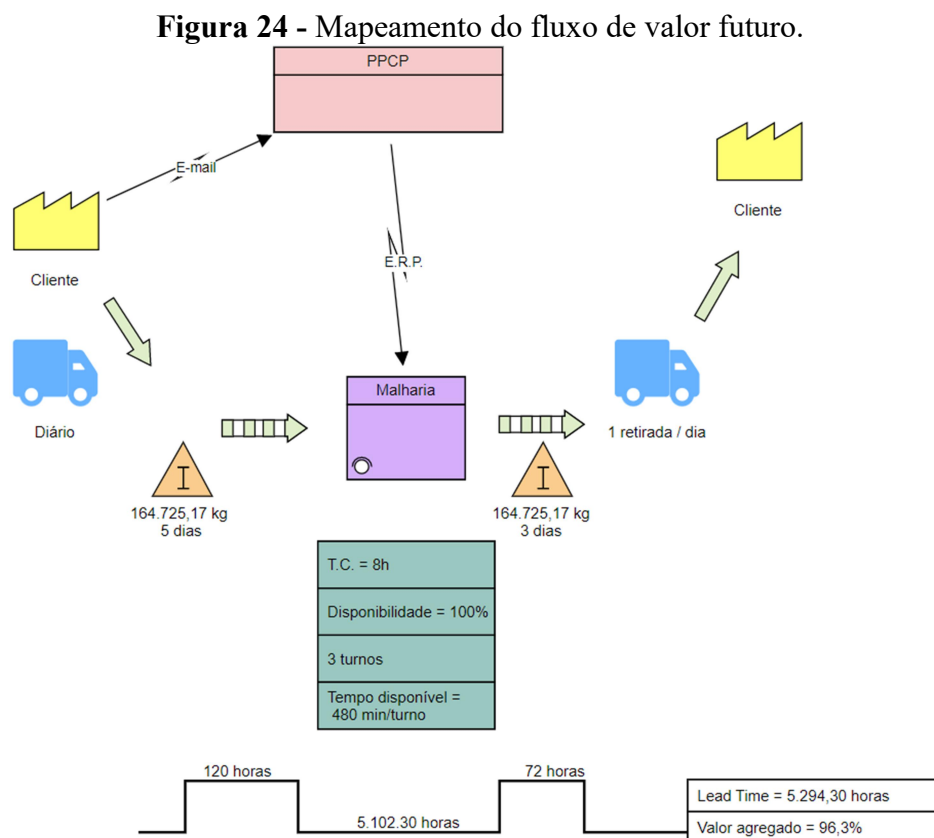 Figura 24 - Mapeamento do fluxo de valor futuro.
PPCP
E-mail
Cliente
Cliente
E.R.P.
Diário
Malharia
1 retirada / dia
I
164.725,17 kg
5 dias
I
164.725,17 kg
3 dias
T.C. = 8h
Disponibilidade = 100%
3 turnos
Tempo disponível =
480 min/turno
120 horas
5.102.30 horas
72 horas
Lead Time = 5.294,30 horas
Valor agregado = 96,3%